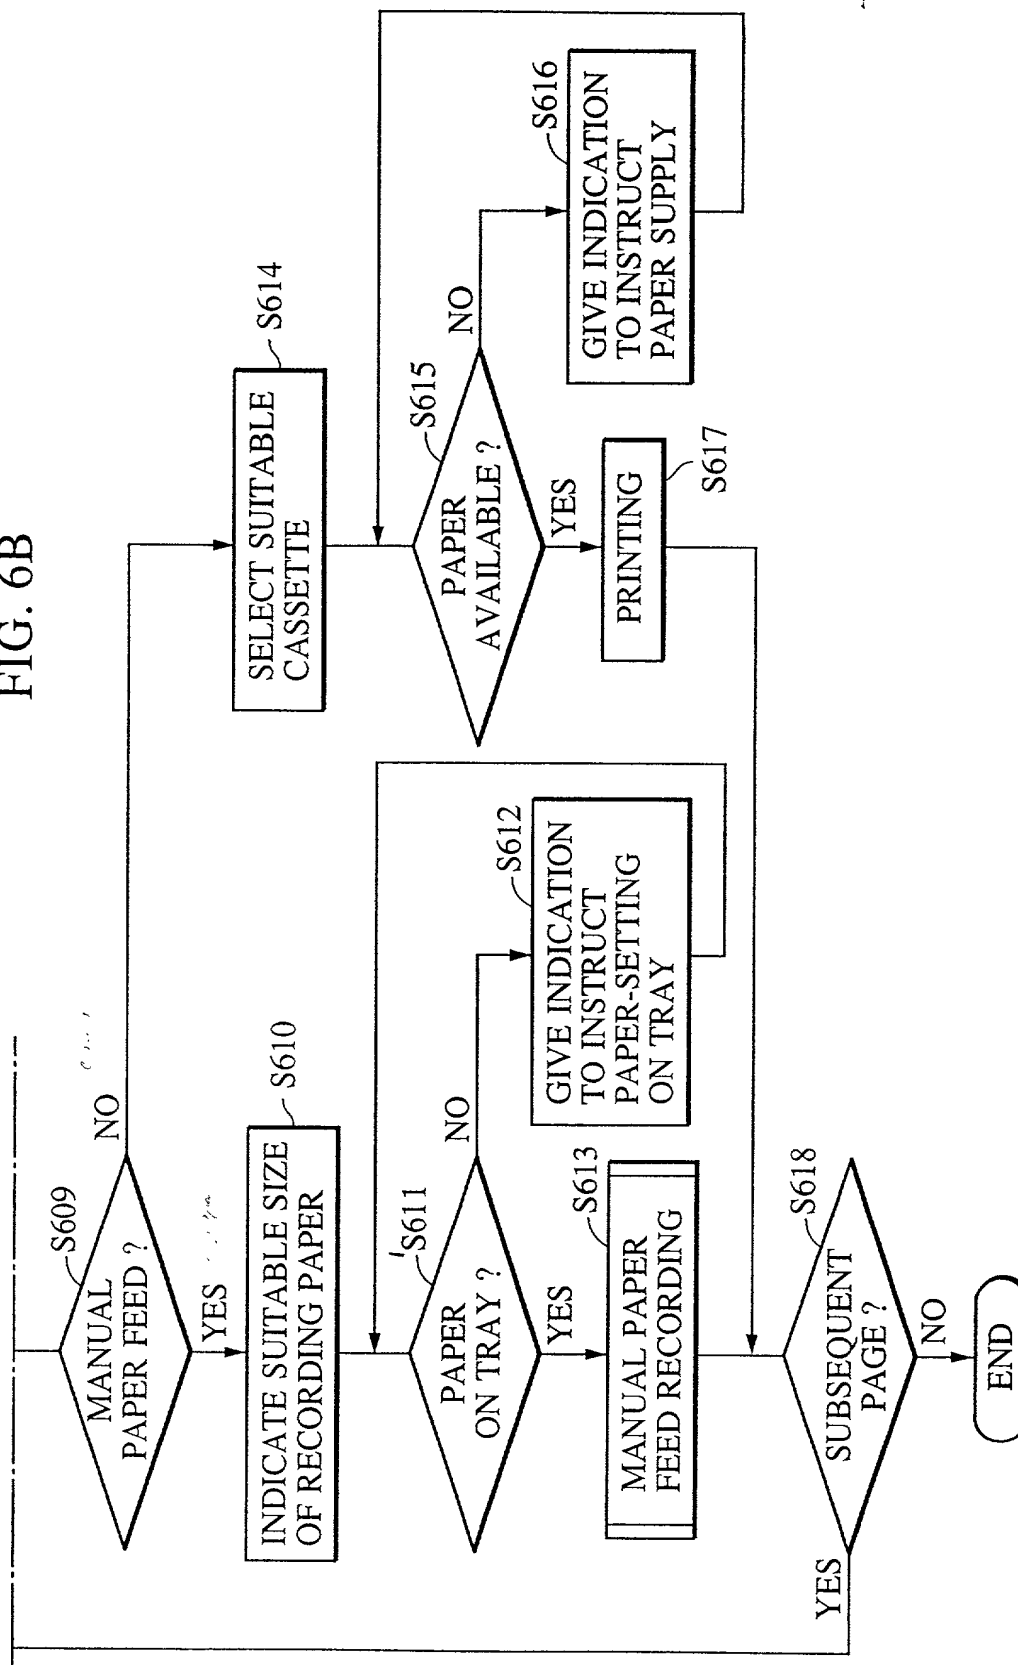 FIG. 6B
S609
MANUAL
PAPER FEED ?
NO
YES
S610
INDICATE SUITABLE SIZE
OF RECORDING PAPER
S611
PAPER
ON TRAY ?
NO
YES
S612
GIVE INDICATION
TO INSTRUCT
PAPER-SETTING
ON TRAY
S613
MANUAL PAPER
FEED RECORDING
S614
SELECT SUITABLE
CASSETTE
S615
PAPER
AVAILABLE ?
NO
YES
S616
GIVE INDICATION
TO INSTRUCT
PAPER SUPPLY
S617
PRINTING
S618
SUBSEQUENT
PAGE ?
YES
NO
END